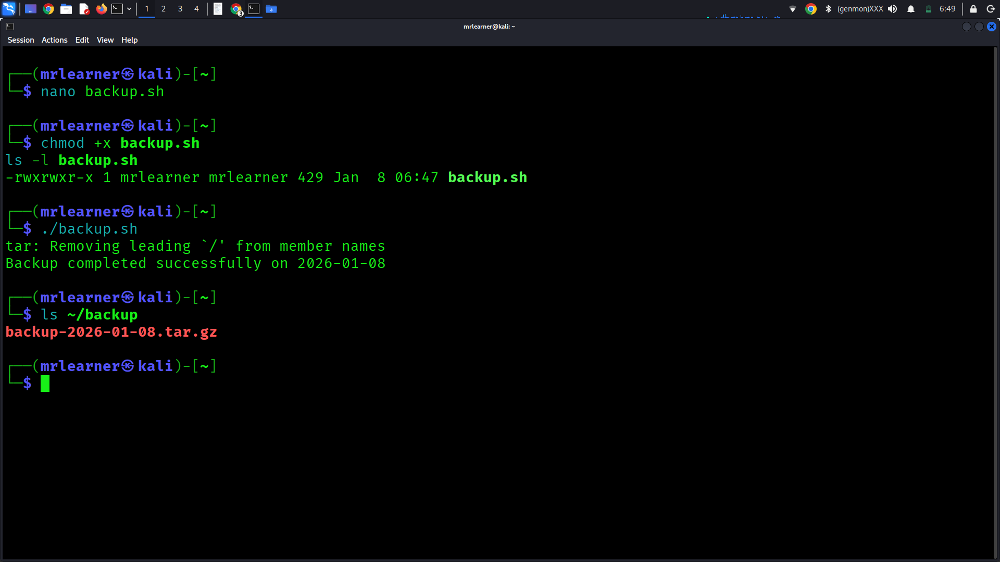 1 2 3 4
3
(genmon)XXX
6:49
mrlearner@kali: ~
Session Actions Edit View Help
┌──(mrlearner㉿kali)-[~]
└─$ nano backup.sh
┌──(mrlearner㉿kali)-[~]
└─$ chmod +x backup.sh
ls -l backup.sh
-rwxrwxr-x 1 mrlearner mrlearner 429 Jan  8 06:47 backup.sh
┌──(mrlearner㉿kali)-[~]
└─$ ./backup.sh
tar: Removing leading `/' from member names
Backup completed successfully on 2026-01-08
┌──(mrlearner㉿kali)-[~]
└─$ ls ~/backup
backup-2026-01-08.tar.gz
┌──(mrlearner㉿kali)-[~]
└─$